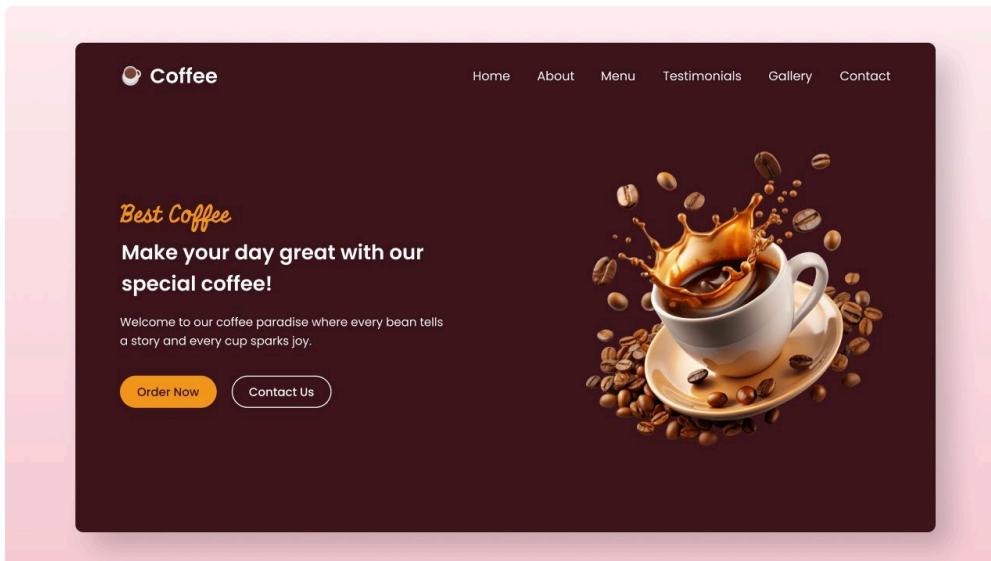 Coffee
Home About Menu Testimonials Gallery Contact
Best Coffee
Make your day great with our
special coffee!
Welcome to our coffee paradise where every bean tells
a story and every cup sparks joy.
Order Now Contact Us